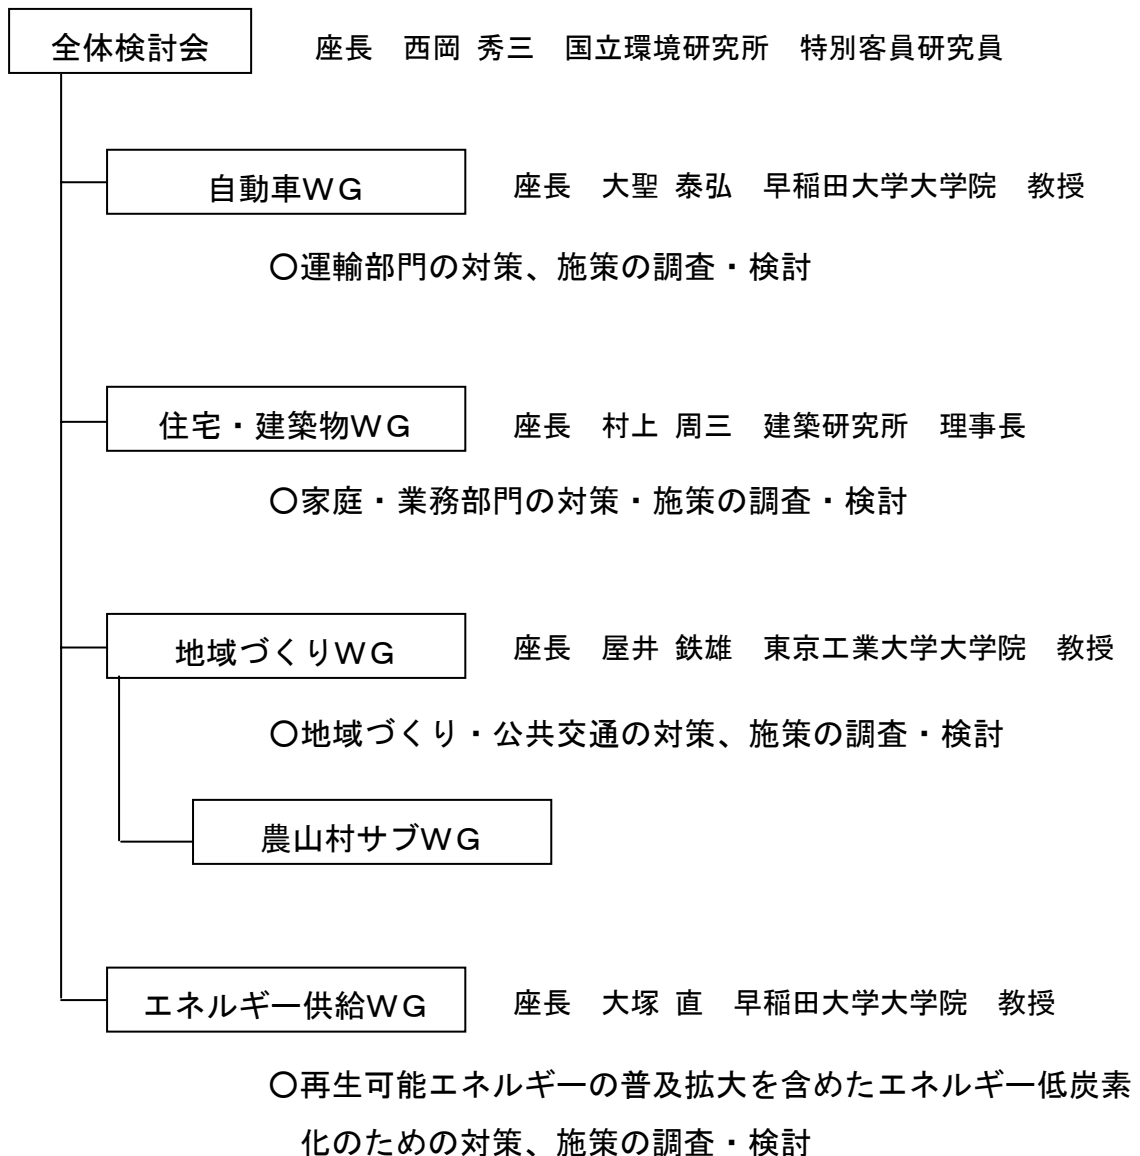 全体検討会　座長　西岡 秀三　国立環境研究所　特別客員研究員
自動車ＷＧ　座長　大聖 泰弘　早稲田大学大学院　教授
○運輸部門の対策、施策の調査・検討
住宅・建築物ＷＧ　座長　村上 周三　建築研究所　理事長
○家庭・業務部門の対策・施策の調査・検討
地域づくりＷＧ　座長　屋井 鉄雄　東京工業大学大学院　教授
○地域づくり・公共交通の対策、施策の調査・検討
農山村サブＷＧ
エネルギー供給ＷＧ　座長　大塚 直　早稲田大学大学院　教授
○再生可能エネルギーの普及拡大を含めたエネルギー低炭素
化のための対策、施策の調査・検討